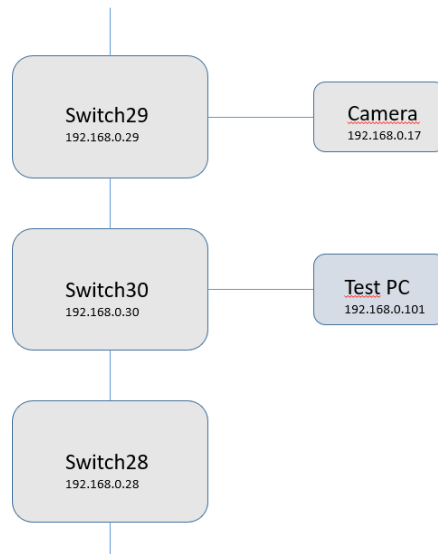 Switch29
192.168.0.29
Camera
192.168.0.17
Switch30
192.168.0.30
Test PC
192.168.0.101
Switch28
192.168.0.28